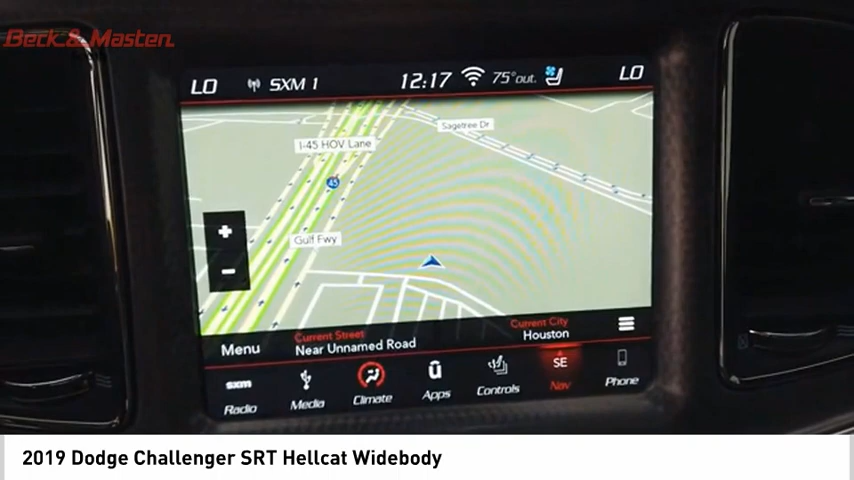 Beck & Masten
LO SXM 1 12:17 75°out. LO
Sagetree Dr
I-45 HOV Lane
45
Gulf Fwy
+
−
Current Street
Near Unnamed Road
Current City
Houston
Menu
sxm
Radio
Media
Climate
ū
Apps
Controls
SE
Nav
Phone
2019 Dodge Challenger SRT Hellcat Widebody